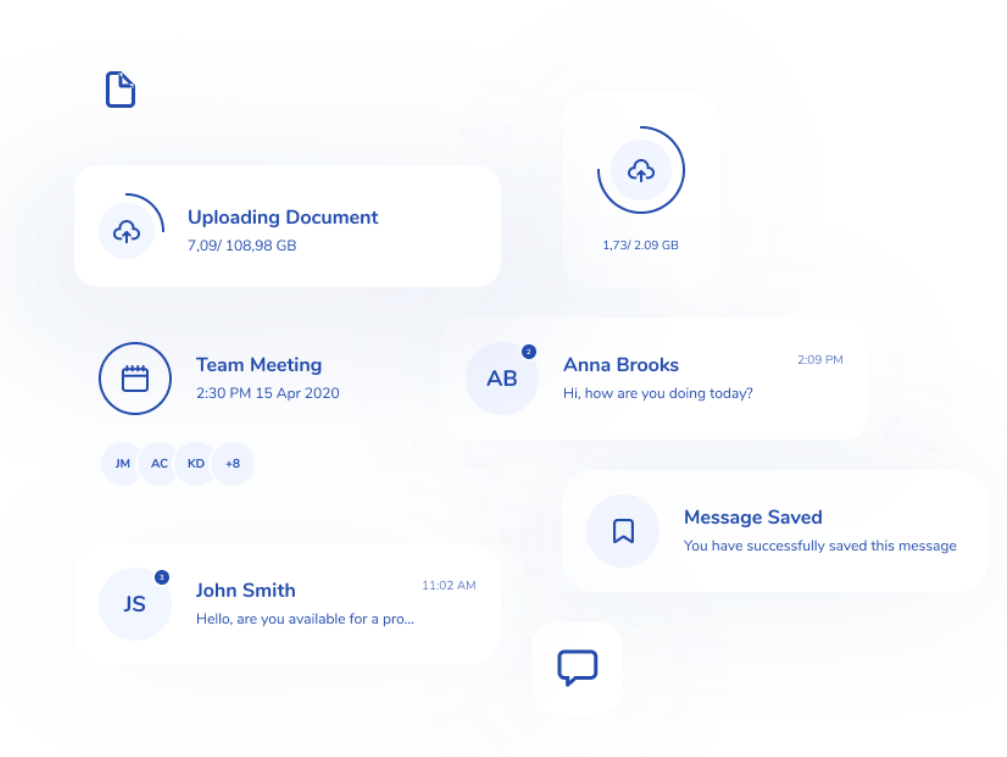 Uploading Document
7,09/ 108,98 GB
1,73/ 2.09 GB
Team Meeting
2:30 PM 15 Apr 2020
JM AC KD +8
2
AB
Anna Brooks
2:09 PM
Hi, how are you doing today?
Message Saved
You have successfully saved this message
3
JS
John Smith
11:02 AM
Hello, are you available for a pro...